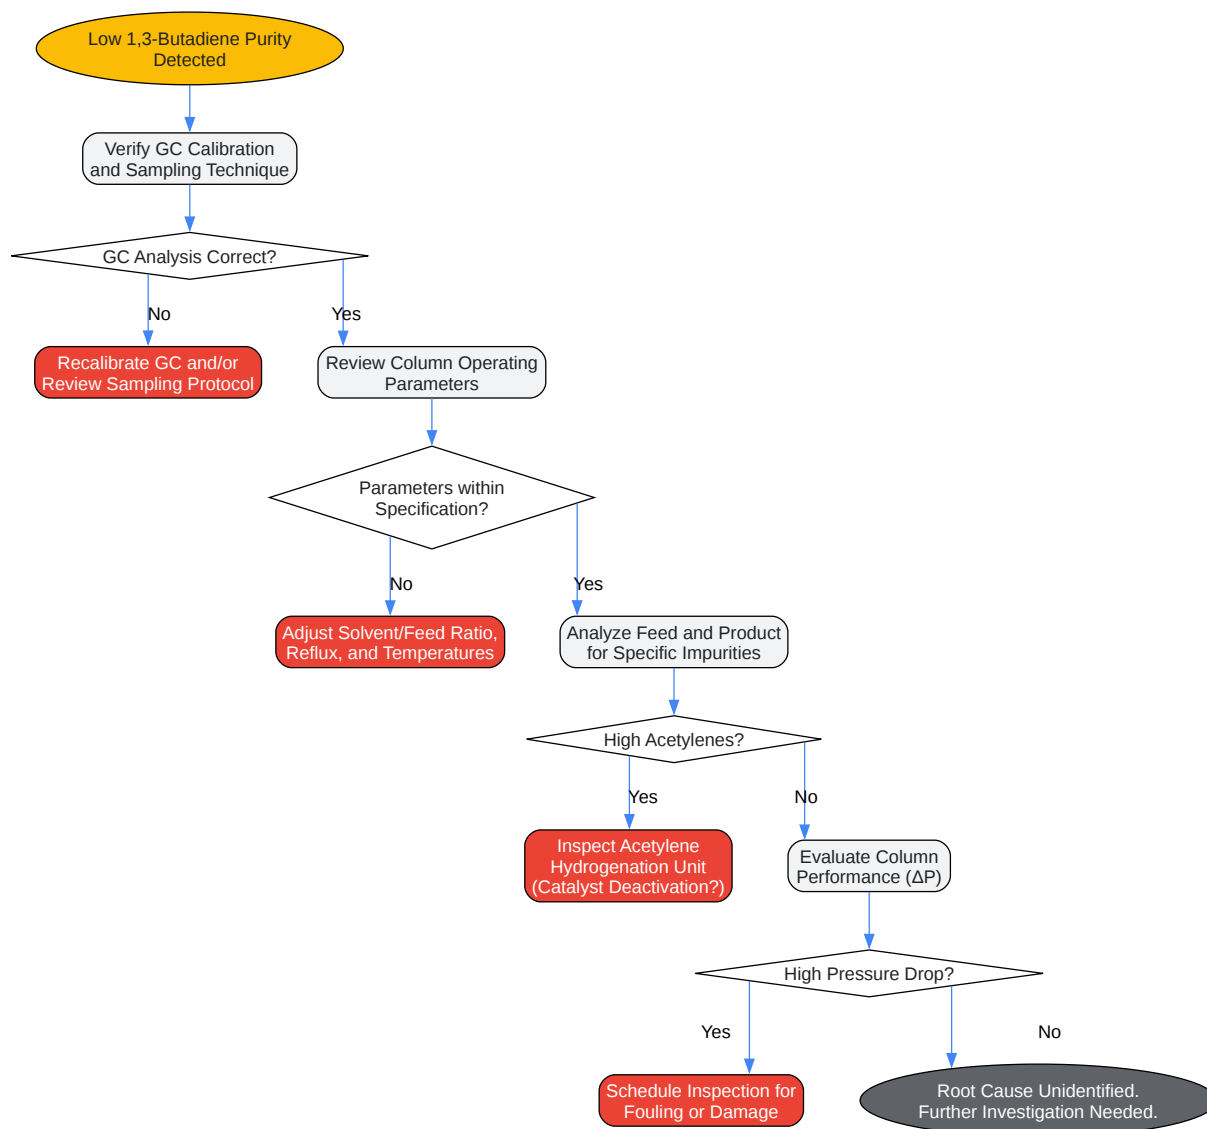 Low 1,3-Butadiene Purity
Detected
Verify GC Calibration
and Sampling Technique
GC Analysis Correct?
No
Yes
Recalibrate GC and/or
Review Sampling Protocol
Review Column Operating
Parameters
Parameters within
Specification?
No
Yes
Adjust Solvent/Feed Ratio,
Reflux, and Temperatures
Analyze Feed and Product
for Specific Impurities
High Acetylenes?
Yes
No
Inspect Acetylene
Hydrogenation Unit
(Catalyst Deactivation?)
Evaluate Column
Performance (ΔP)
High Pressure Drop?
Yes
No
Schedule Inspection for
Fouling or Damage
Root Cause Unidentified.
Further Investigation Needed.